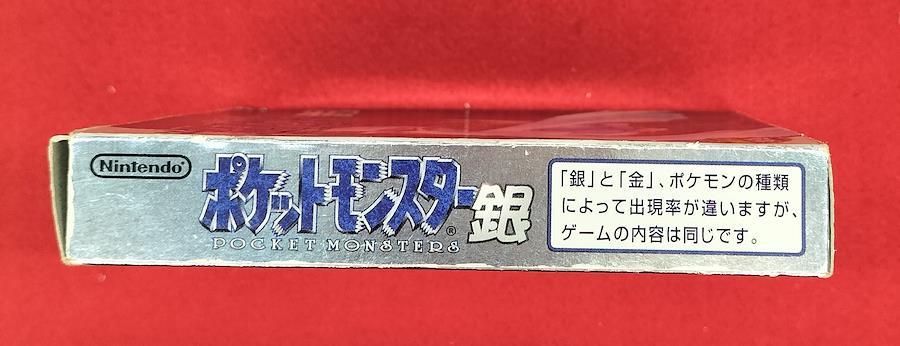 Nintendo®
ポケットモンスター銀
POCKET MONSTERS®
「銀」と「金」、ポケモンの種類
によって出現率が違いますが、
ゲームの内容は同じです。